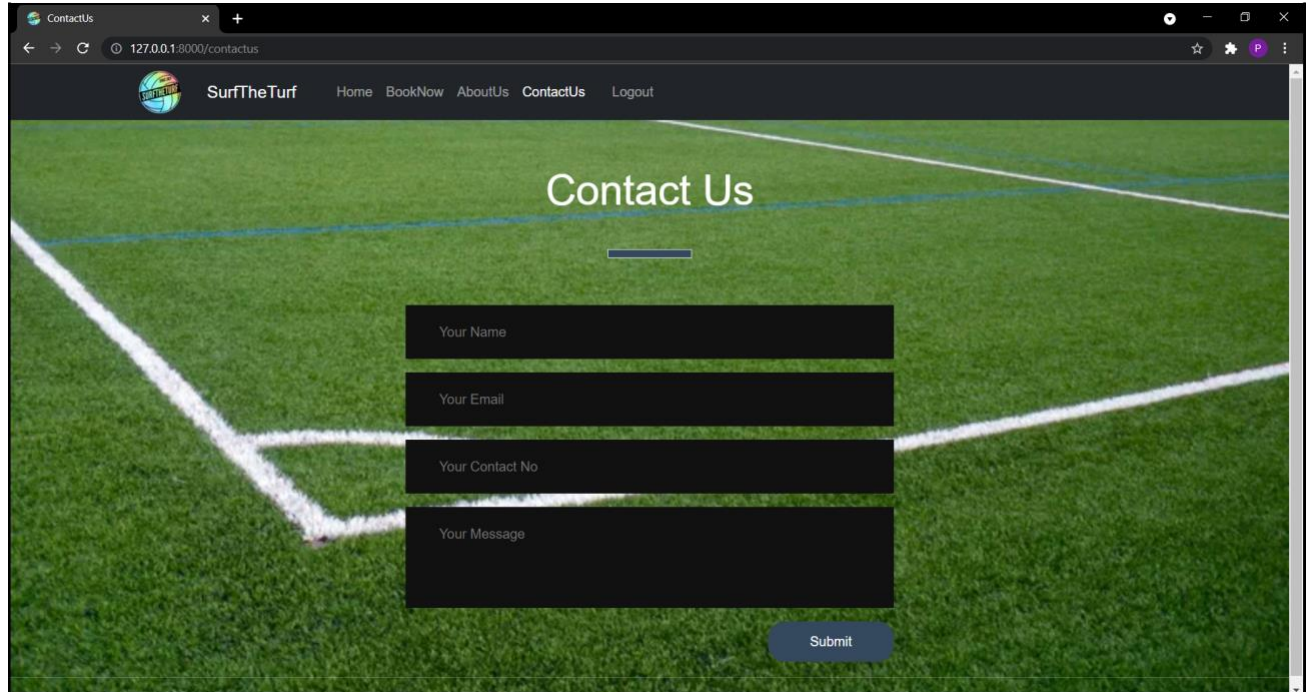 ContactUs
127.0.0.1:8000/contactus
P
SURFTHETURF
SurfTheTurf Home BookNow AboutUs ContactUs Logout
Contact Us
Your Name
Your Email
Your Contact No
Your Message
Submit